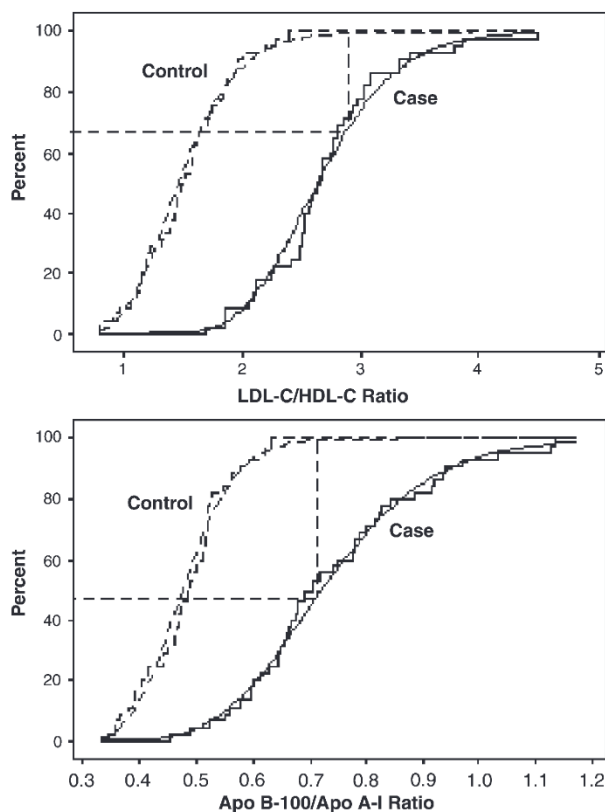 100
80
60
40
20
0
Percent
Control
Case
1 2 3 4 5
LDL-C/HDL-C Ratio
100
80
60
40
20
0
Percent
Control
Case
0.3 0.4 0.5 0.6 0.7 0.8 0.9 1.0 1.1 1.2
Apo B-100/Apo A-I Ratio